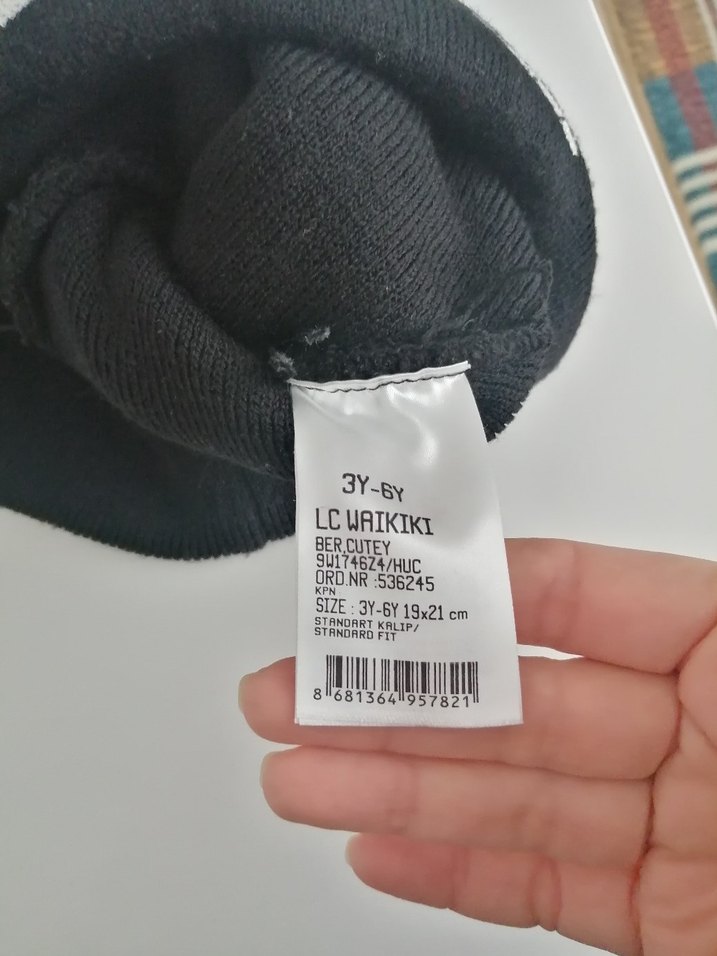 3Y-6Y
LC WAIKIKI
BER,CUTEY
9W1746Z4/HUC
ORD.NR :536245
KPN
SIZE : 3Y-6Y 19x21 cm
STANDART KALIP/
STANDARD FIT
8 681364 957821